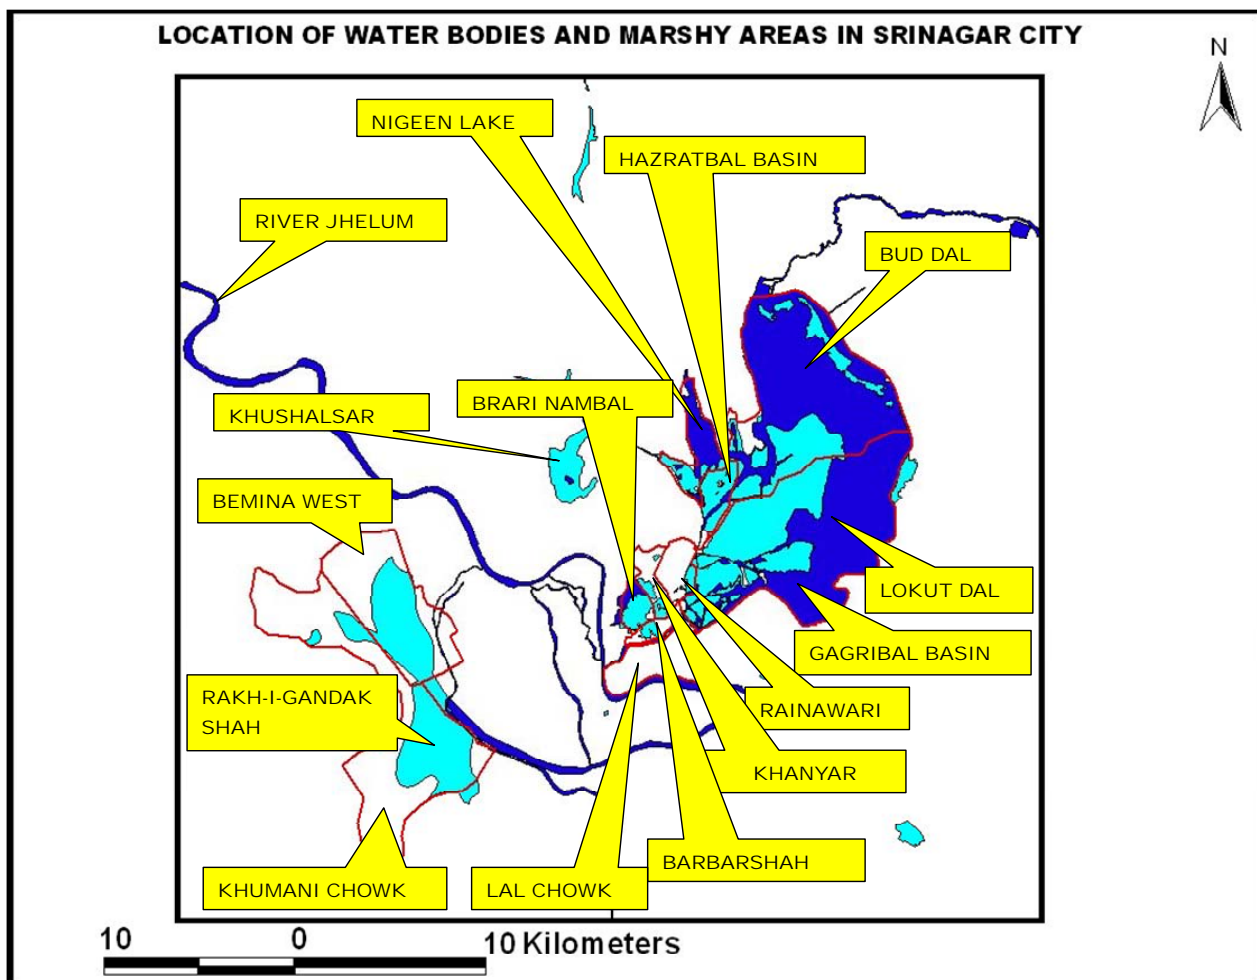 LOCATION OF WATER BODIES AND MARSHY AREAS IN SRINAGAR CITY
N
NIGEEN LAKE
HAZRATBAL BASIN
RIVER JHELUM
BUD DAL
BRARI NAMBAL
KHUSHALSAR
BEMINA WEST
LOKUT DAL
GAGRIBAL BASIN
RAKH-I-GANDAK
SHAH
RAINAWARI
KHANYAR
BARBARSHAH
KHUMANI CHOWK
LAL CHOWK
10 0 10 Kilometers